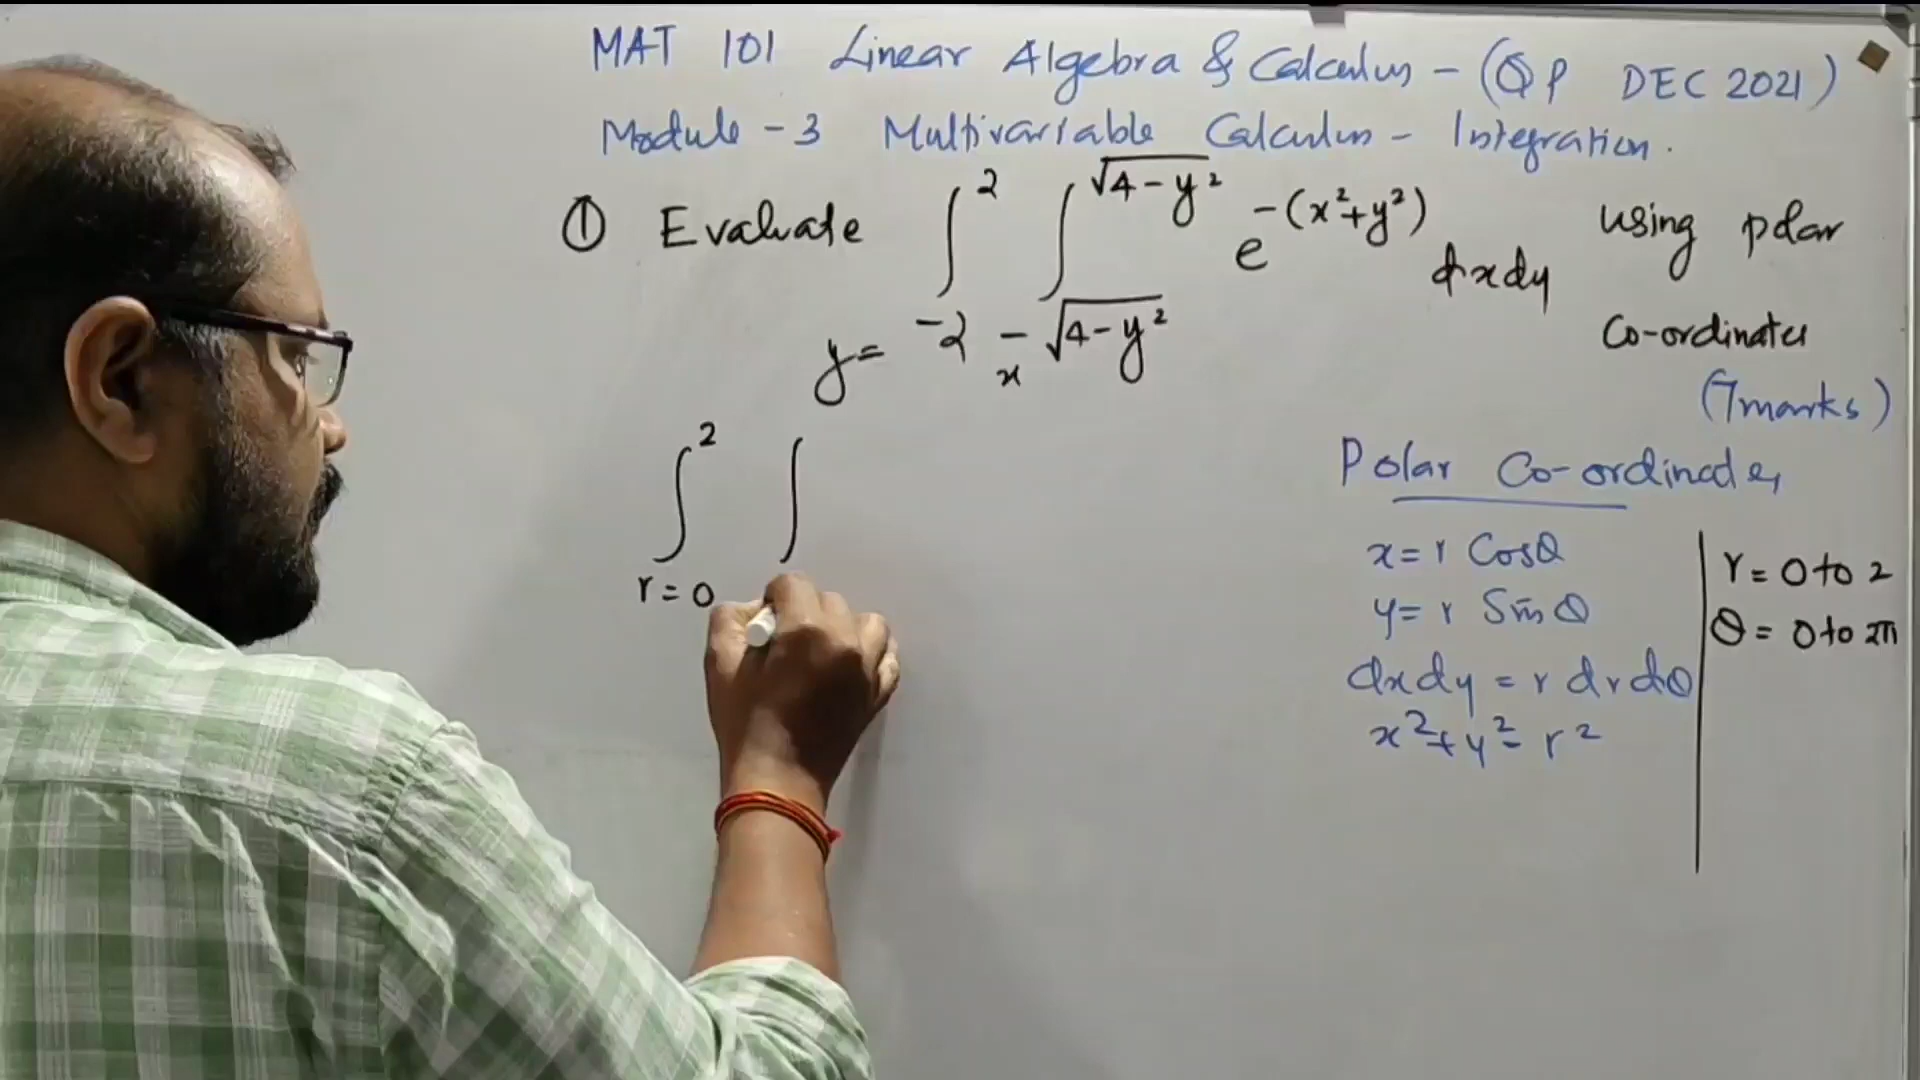 MAT 101 Linear Algebra & Calculus - (QP DEC 2021)
Module - 3 Multivariable Calculus - Integration.
① Evaluate ∫_{y=-2}^{2} ∫_{x -√(4-y²)}^{√(4-y²)} e^{-(x²+y²)} dxdy using polar
Co-ordinates
(7marks)
∫_{r=0}^{2} ∫
Polar Co-ordinates
x = r Cosθ
y = r Sinθ
dxdy = r dr dθ
x²+y² = r²
r = 0 to 2
θ = 0 to 2π